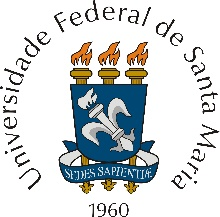 Universidade Federal de Santa Maria
SEDES SAPIENTIÆ
1960